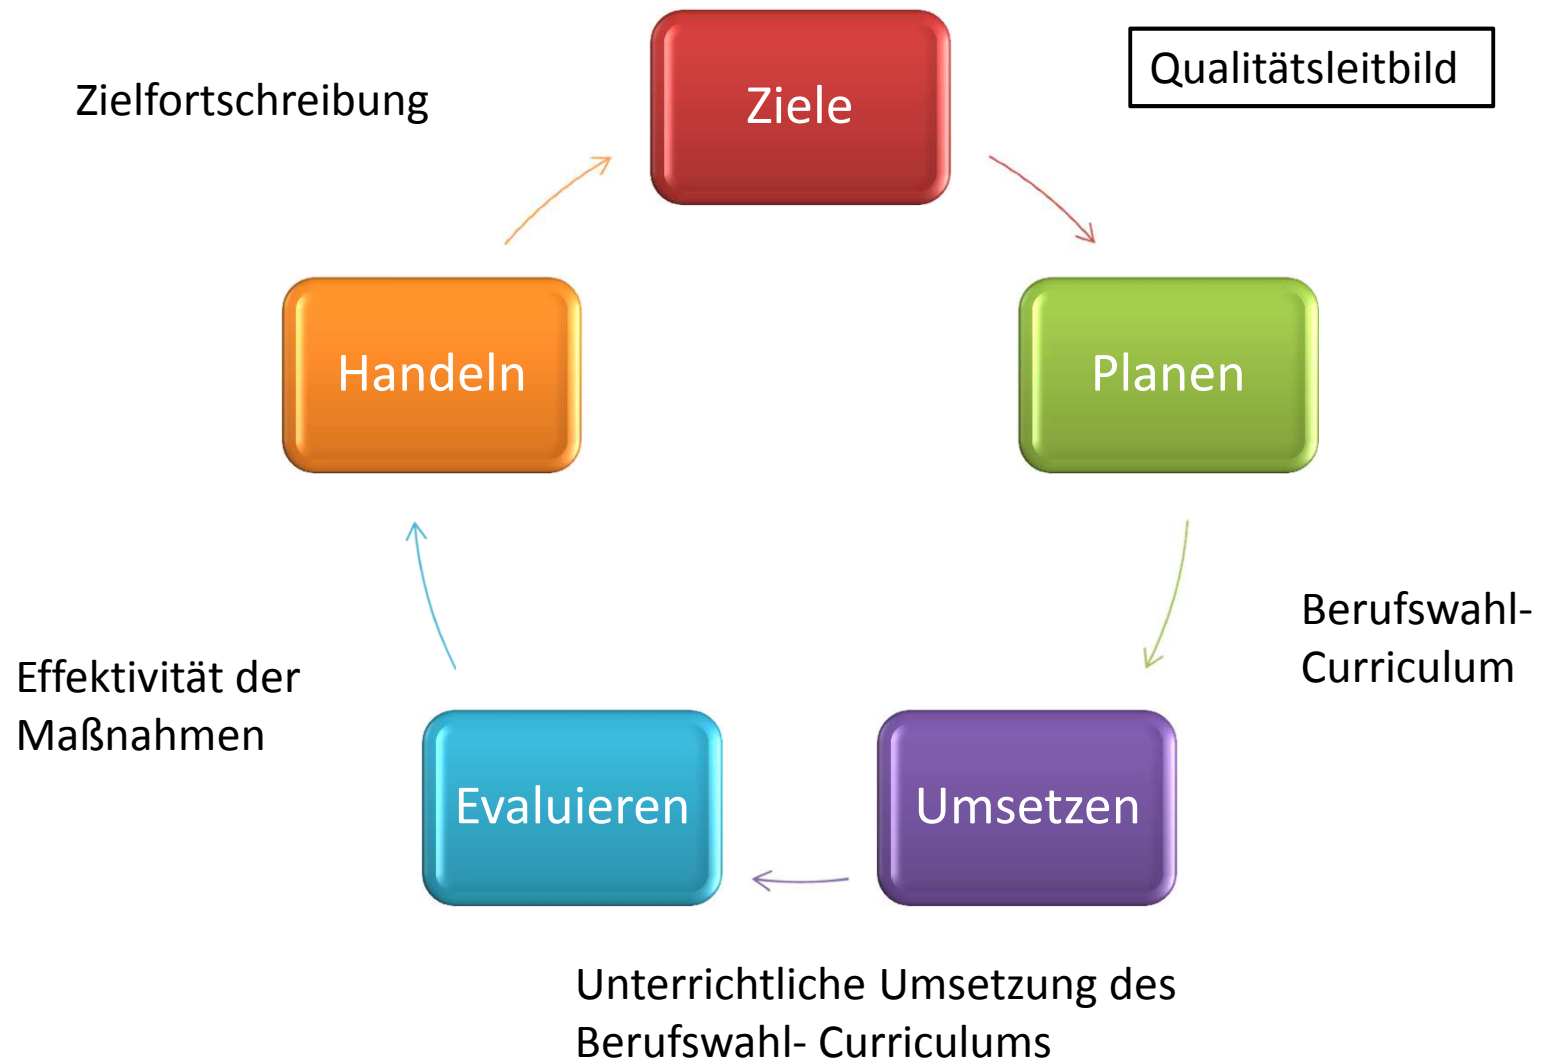 Ziele
Qualitätsleitbild
Zielfortschreibung
Handeln
Planen
Berufswahl-
Curriculum
Effektivität der
Maßnahmen
Evaluieren
Umsetzen
Unterrichtliche Umsetzung des
Berufswahl- Curriculums